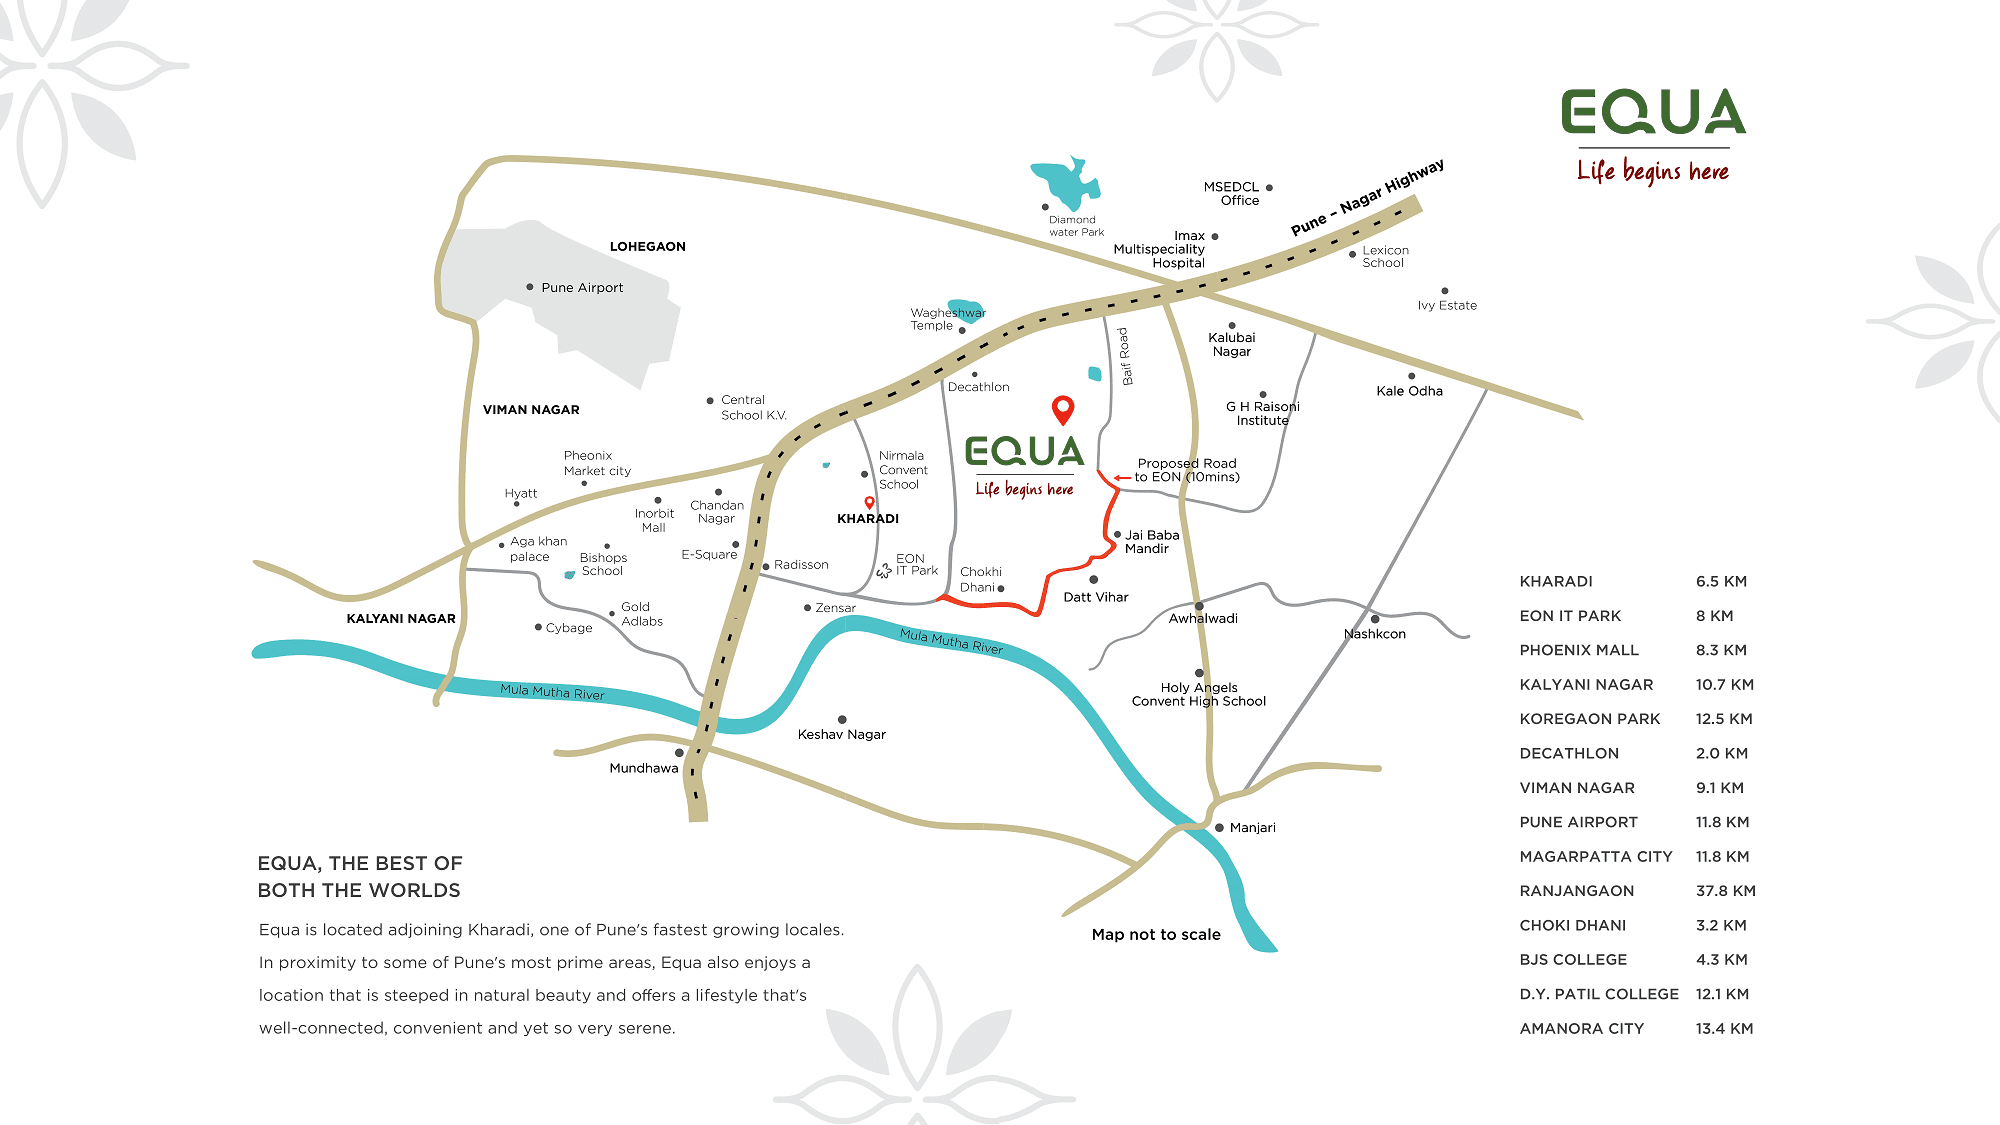 EQUA
Life begins here
Pune - Nagar Highway
MSEDCL
Office
Diamond
water Park
Imax
Multispeciality
Hospital
LOHEGAON
Lexicon
School
Pune Airport
Ivy Estate
Wagheshwar
Temple
Baif Road
Kalubai
Nagar
Decathlon
Kale Odha
Central
School K.V.
VIMAN NAGAR
G H Raisoni
Institute
EQUA
Life begins here
Pheonix
Market city
Nirmala
Convent
School
Proposed Road
to EON (10mins)
Hyatt
Inorbit
Mall
Chandan
Nagar
KHARADI
Jai Baba
Mandir
Aga khan
palace
Bishops
School
E-Square
Radisson
EON
IT Park
Chokhi
Dhani
Datt Vihar
Gold
Adlabs
Zensar
KALYANI NAGAR
Cybage
Awhalwadi
Nashkcon
Mula Mutha River
Mula Mutha River
Holy Angels
Convent High School
Keshav Nagar
Mundhawa
Manjari
Map not to scale
EQUA, THE BEST OF
BOTH THE WORLDS
Equa is located adjoining Kharadi, one of Pune's fastest growing locales.
In proximity to some of Pune's most prime areas, Equa also enjoys a
location that is steeped in natural beauty and offers a lifestyle that's
well-connected, convenient and yet so very serene.
KHARADI 6.5 KM
EON IT PARK 8 KM
PHOENIX MALL 8.3 KM
KALYANI NAGAR 10.7 KM
KOREGAON PARK 12.5 KM
DECATHLON 2.0 KM
VIMAN NAGAR 9.1 KM
PUNE AIRPORT 11.8 KM
MAGARPATTA CITY 11.8 KM
RANJANGAON 37.8 KM
CHOKI DHANI 3.2 KM
BJS COLLEGE 4.3 KM
D.Y. PATIL COLLEGE 12.1 KM
AMANORA CITY 13.4 KM